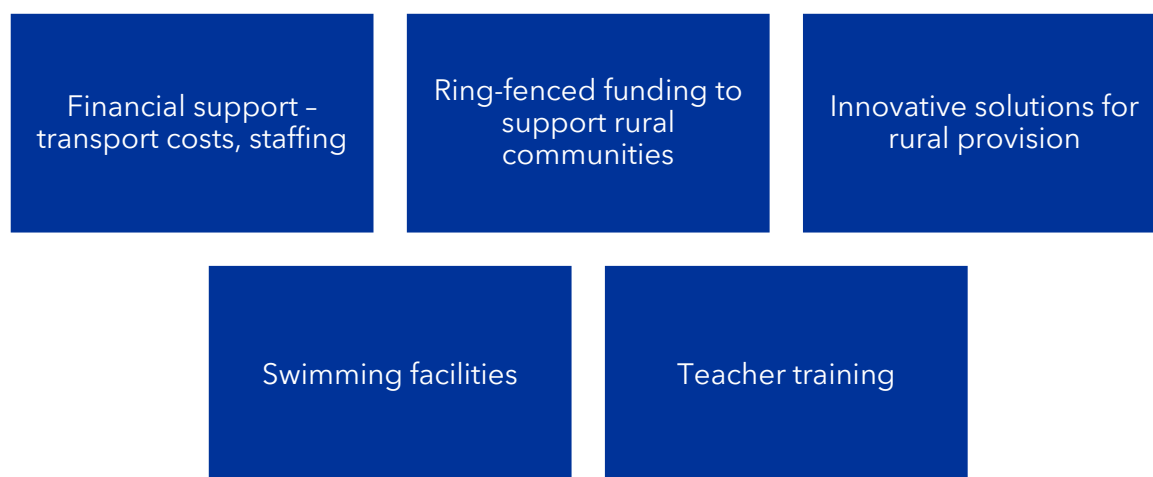 Financial support –
transport costs, staffing
Ring-fenced funding to
support rural
communities
Innovative solutions for
rural provision
Swimming facilities
Teacher training